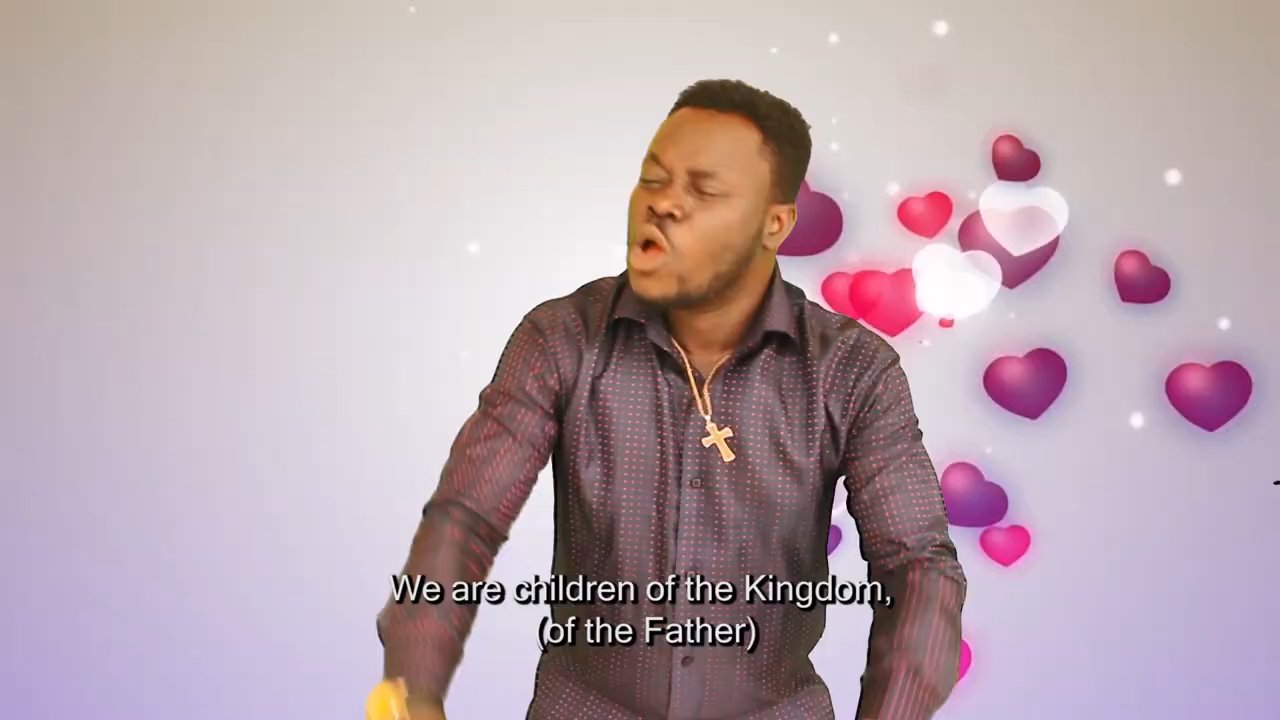 We are children of the Kingdom,
(of the Father)